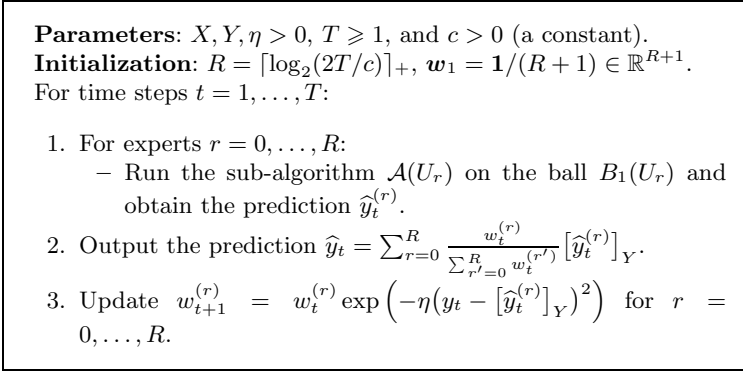 Parameters: X, Y, η > 0, T ⩾ 1, and c > 0 (a constant).
Initialization: R = ⌈log₂(2T/c)⌉₊, w₁ = 1/(R + 1) ∈ ℝ^{R+1}.
For time steps t = 1, . . . , T:
1. For experts r = 0, . . . , R:
– Run the sub-algorithm 𝒜(U_r) on the ball B₁(U_r) and
obtain the prediction ŷ_t^{(r)}.
2. Output the prediction ŷ_t = ∑_{r=0}^{R} \frac{w_t^{(r)}}{∑_{r'=0}^{R} w_t^{(r')}} [ŷ_t^{(r)}]_Y.
3. Update w_{t+1}^{(r)} = w_t^{(r)} exp(−η(y_t − [ŷ_t^{(r)}]_Y)²) for r =
0, . . . , R.